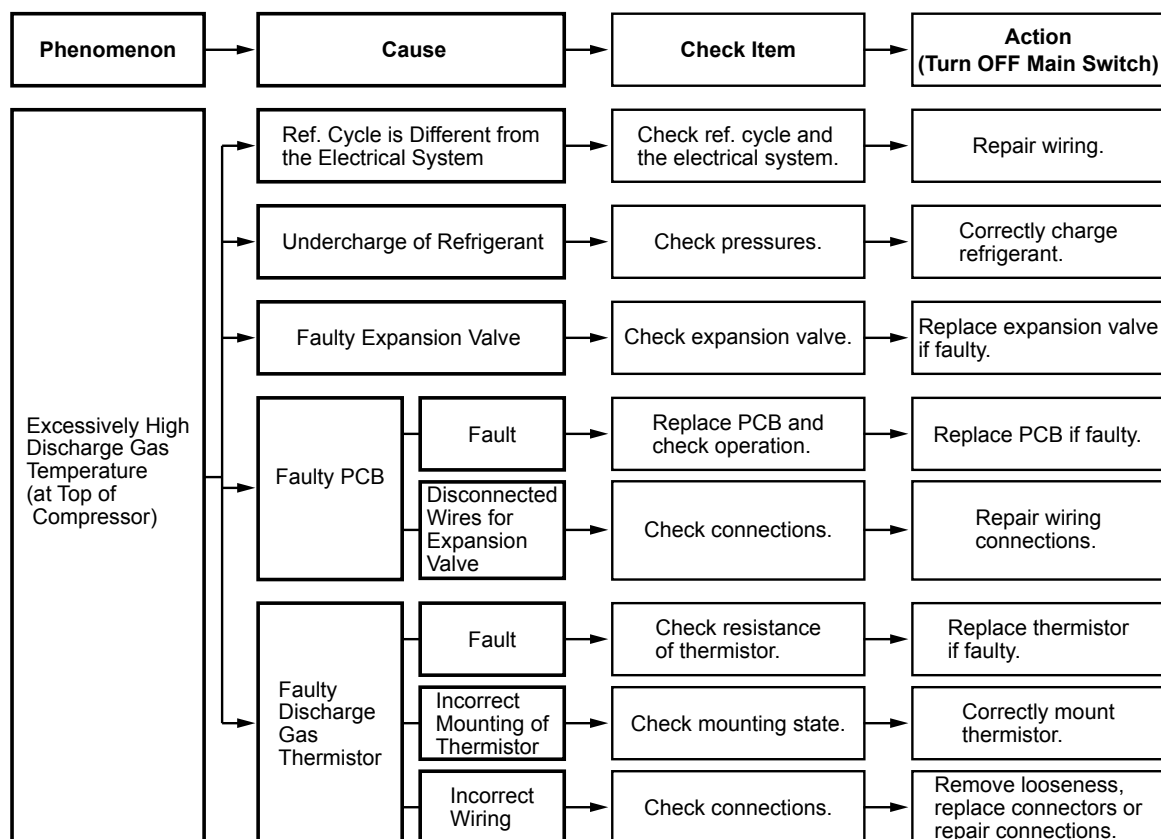 Phenomenon
Cause
Check Item
Action
(Turn OFF Main Switch)
Excessively High
Discharge Gas
Temperature
(at Top of
Compressor)
Ref. Cycle is Different from
the Electrical System
Check ref. cycle and
the electrical system.
Repair wiring.
Undercharge of Refrigerant
Check pressures.
Correctly charge
refrigerant.
Faulty Expansion Valve
Check expansion valve.
Replace expansion valve
if faulty.
Faulty PCB
Fault
Replace PCB and
check operation.
Replace PCB if faulty.
Disconnected
Wires for
Expansion
Valve
Check connections.
Repair wiring
connections.
Faulty
Discharge
Gas
Thermistor
Fault
Check resistance
of thermistor.
Replace thermistor
if faulty.
Incorrect
Mounting of
Thermistor
Check mounting state.
Correctly mount
thermistor.
Incorrect
Wiring
Check connections.
Remove looseness,
replace connectors or
repair connections.